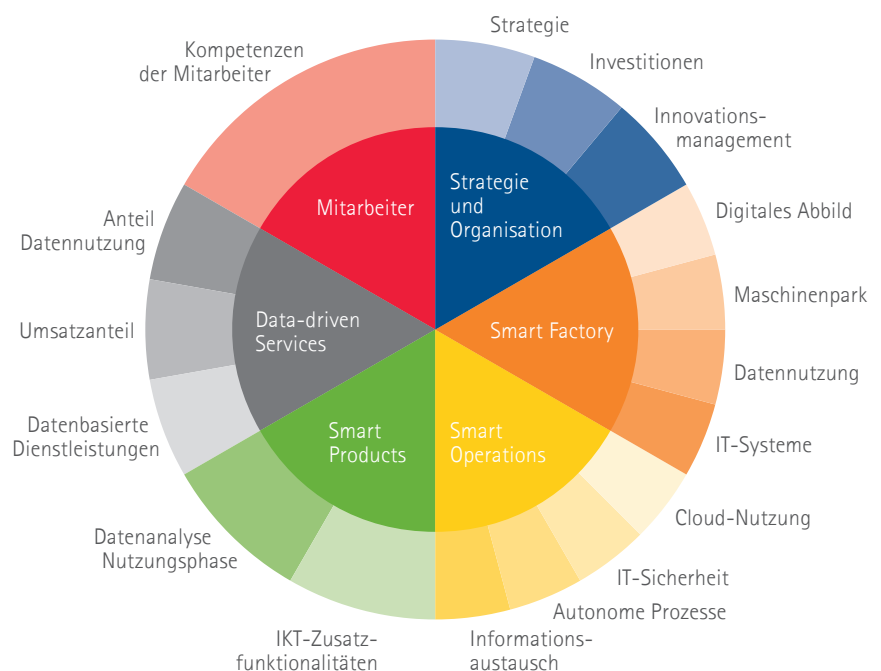 Strategie
Kompetenzen
der Mitarbeiter
Investitionen
Innovations-
management
Mitarbeiter
Strategie
und
Organisation
Digitales Abbild
Anteil
Datennutzung
Maschinenpark
Umsatzanteil
Data-driven
Services
Smart Factory
Datennutzung
Datenbasierte
Dienstleistungen
Smart
Products
Smart
Operations
IT-Systeme
Cloud-Nutzung
Datenanalyse
Nutzungsphase
IT-Sicherheit
Autonome Prozesse
IKT-Zusatz-
funktionalitäten
Informations-
austausch